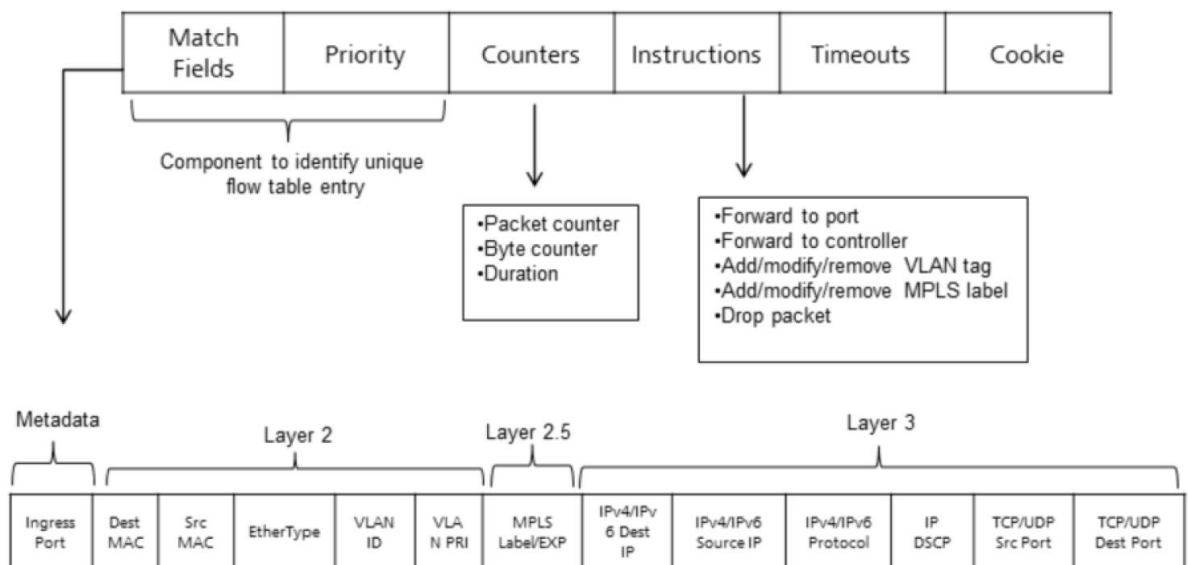 Match
Fields
Priority
Counters
Instructions
Timeouts
Cookie
Component to identify unique
flow table entry
•Packet counter
•Byte counter
•Duration
•Forward to port
•Forward to controller
•Add/modify/remove VLAN tag
•Add/modify/remove MPLS label
•Drop packet
Metadata
Layer 2
Layer 2.5
Layer 3
Ingress
Port
Dest
MAC
Src
MAC
EtherType
VLAN
ID
VLA
N PRI
MPLS
Label/EXP
IPv4/IPv
6 Dest
IP
IPv4/IPv6
Source IP
IPv4/IPv6
Protocol
IP
DSCP
TCP/UDP
Src Port
TCP/UDP
Dest Port